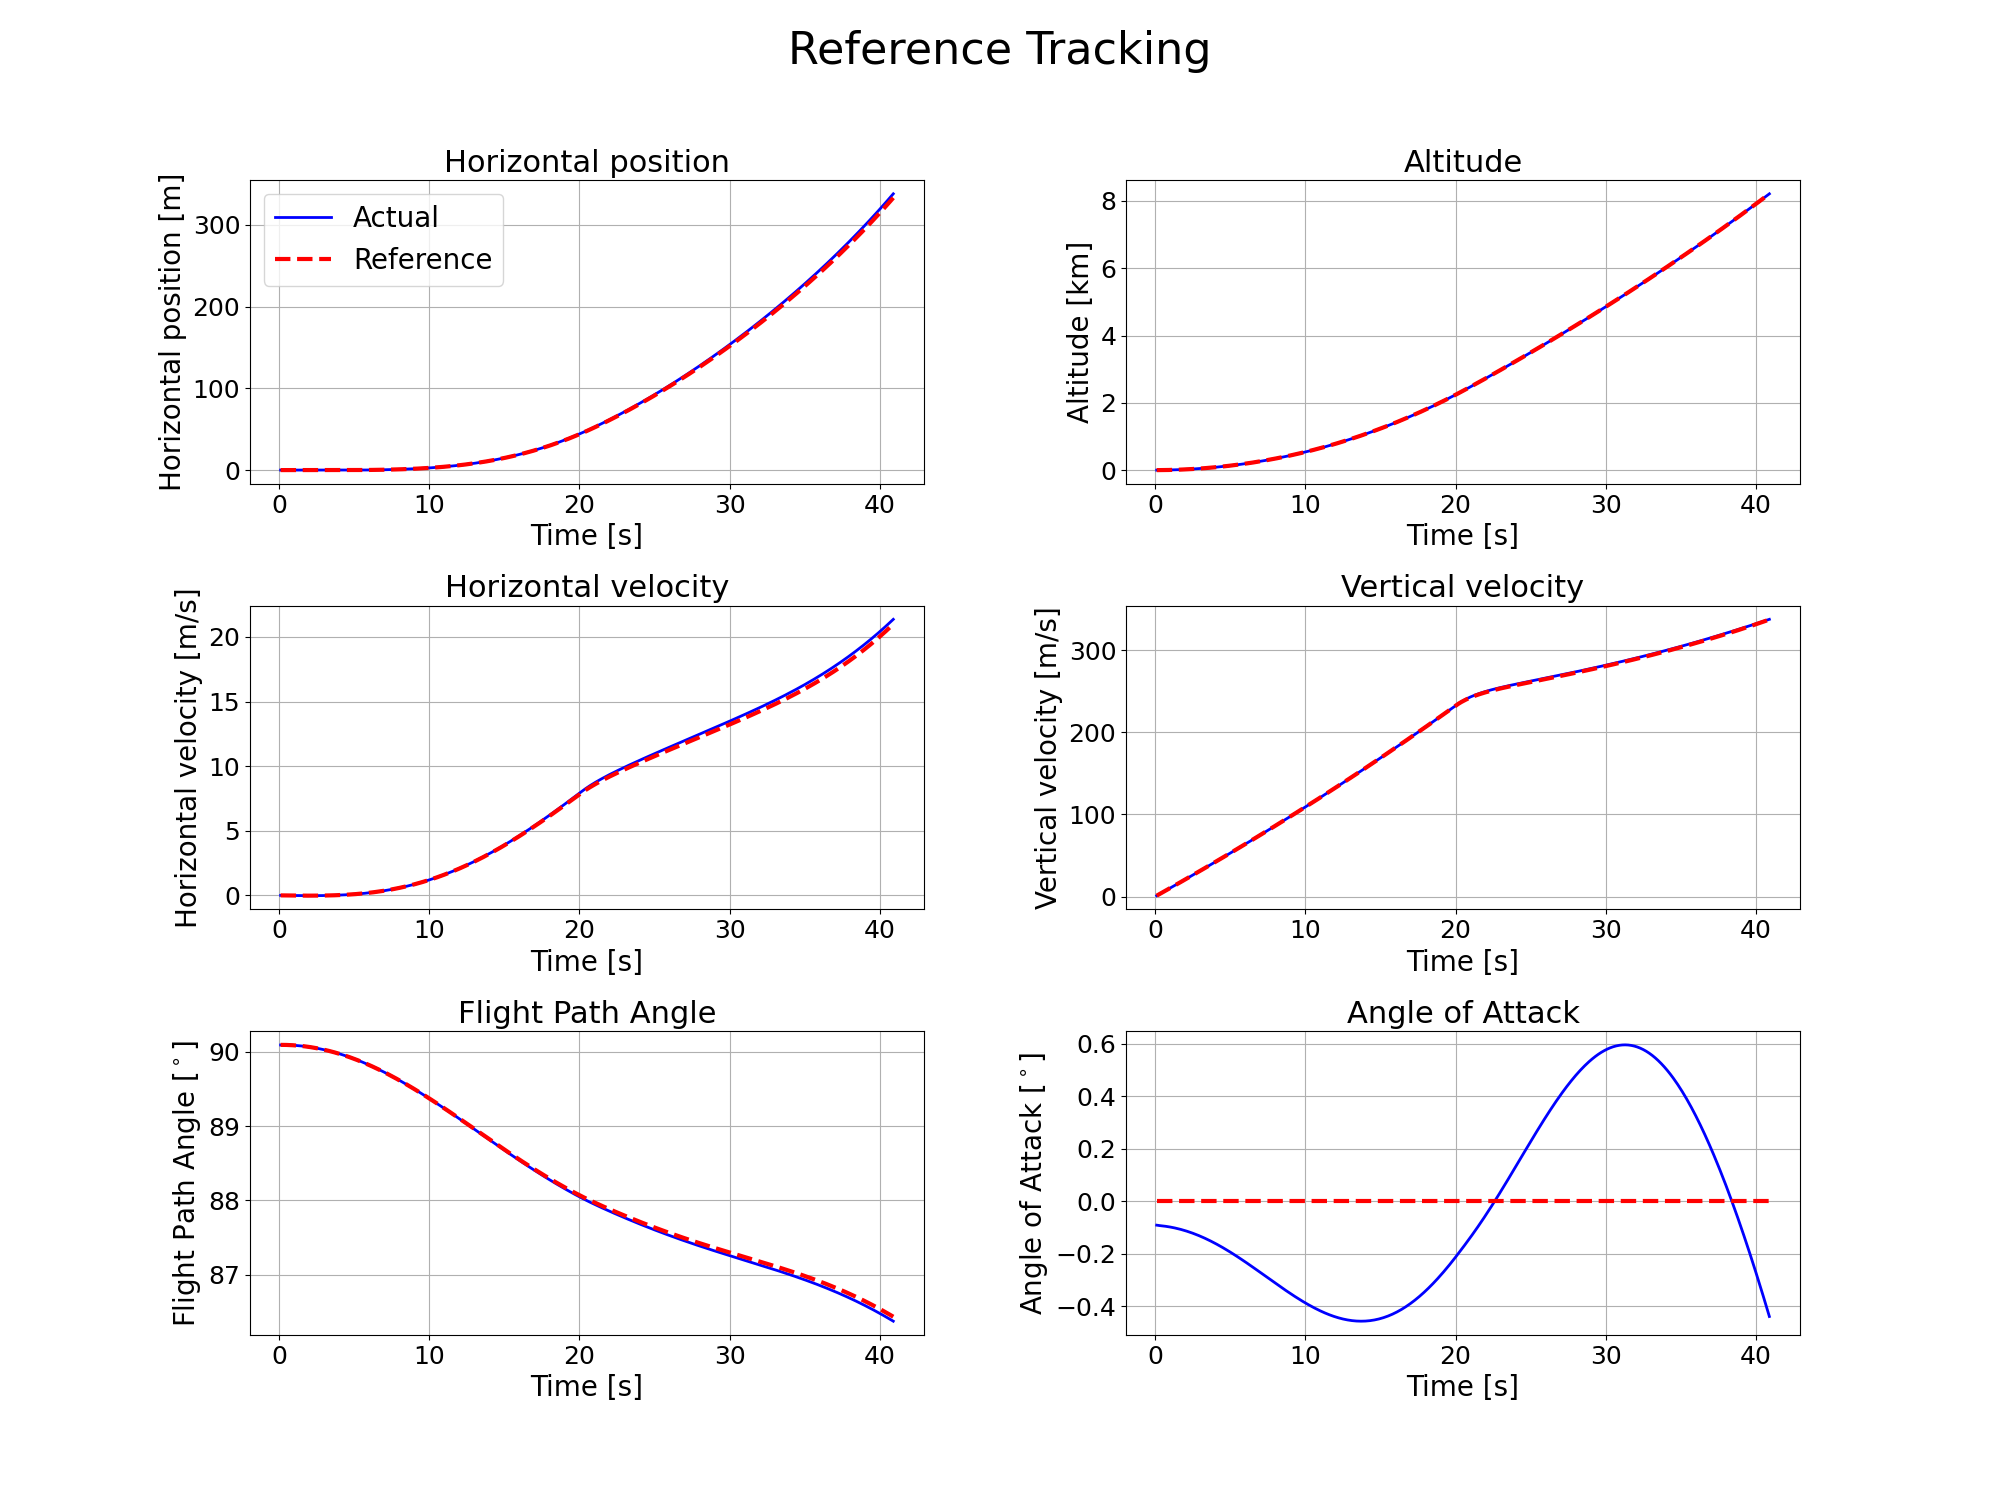 Reference Tracking
Horizontal position
Horizontal position [m]
300
200
100
0
Actual
Reference
0 10 20 30 40
Time [s]
Altitude
Altitude [km]
8
6
4
2
0
0 10 20 30 40
Time [s]
Horizontal velocity
Horizontal velocity [m/s]
20
15
10
5
0
0 10 20 30 40
Time [s]
Vertical velocity
Vertical velocity [m/s]
300
200
100
0
0 10 20 30 40
Time [s]
Flight Path Angle
Flight Path Angle [°]
90
89
88
87
0 10 20 30 40
Time [s]
Angle of Attack
Angle of Attack [°]
0.6
0.4
0.2
0.0
−0.2
−0.4
0 10 20 30 40
Time [s]